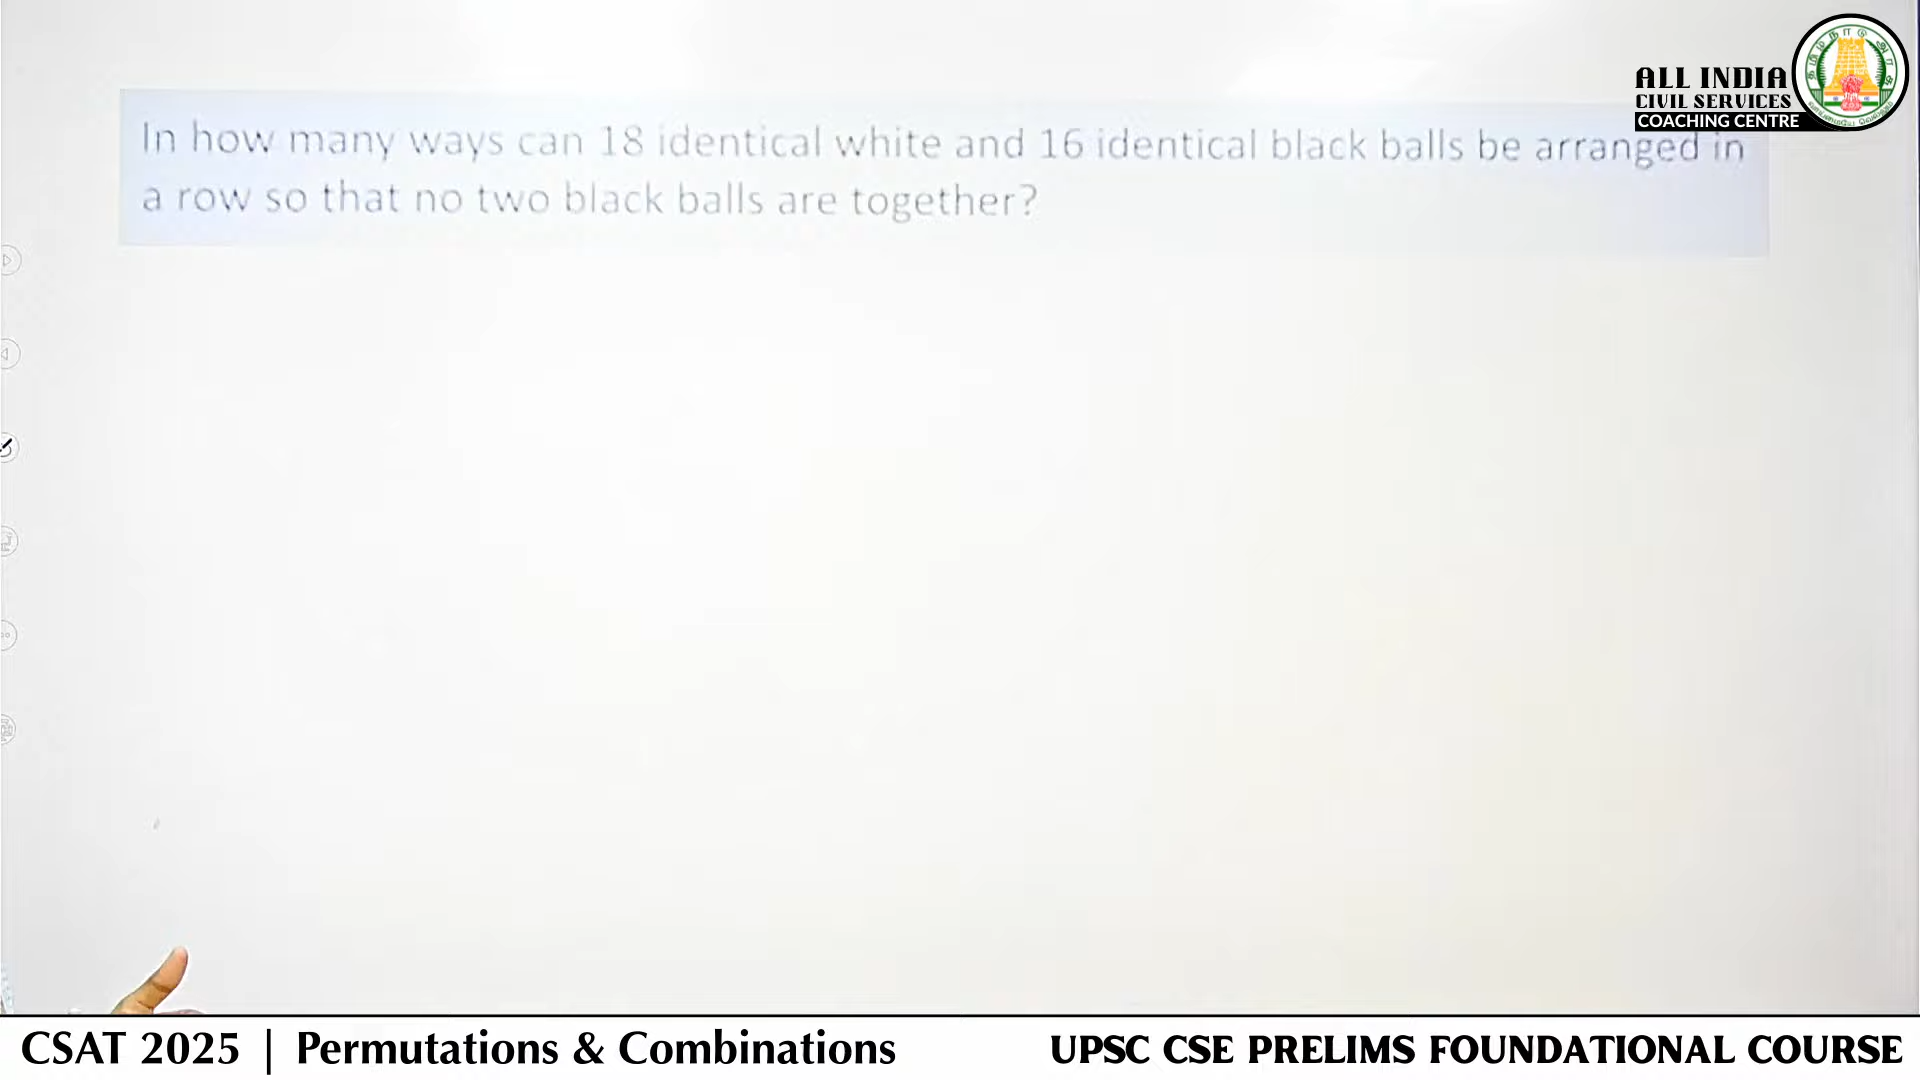 ALL INDIA
CIVIL SERVICES
COACHING CENTRE
In how many ways can 18 identical white and 16 identical black balls be arranged in
a row so that no two black balls are together?
CSAT 2025 | Permutations & Combinations
UPSC CSE PRELIMS FOUNDATIONAL COURSE